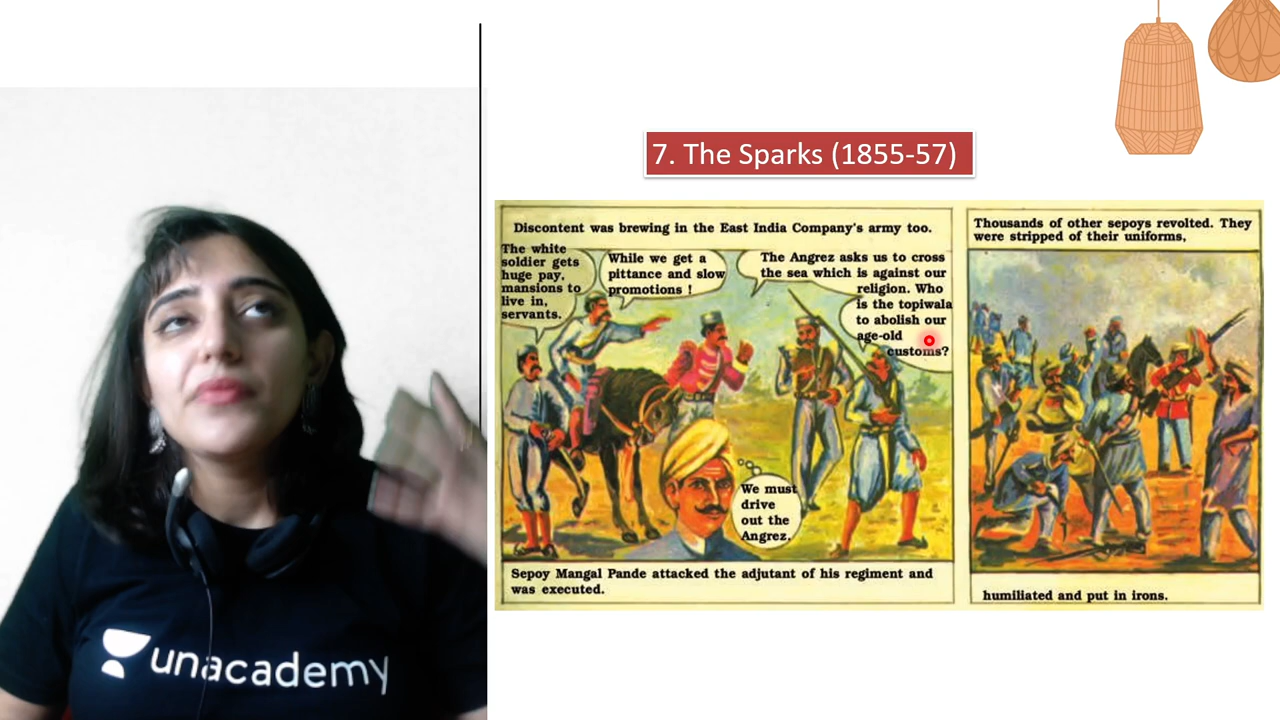 7. The Sparks (1855-57)
Discontent was brewing in the East India Company's army too.
The white
soldier gets
huge pay,
mansions to
live in,
servants.
While we get a
pittance and slow
promotions !
The Angrez asks us to cross
the sea which is against our
religion. Who
is the topiwala
to abolish our
age-old
customs?
We must
drive
out the
Angrez.
Sepoy Mangal Pande attacked the adjutant of his regiment and
was executed.
Thousands of other sepoys revolted. They
were stripped of their uniforms,
humiliated and put in irons.
unacademy